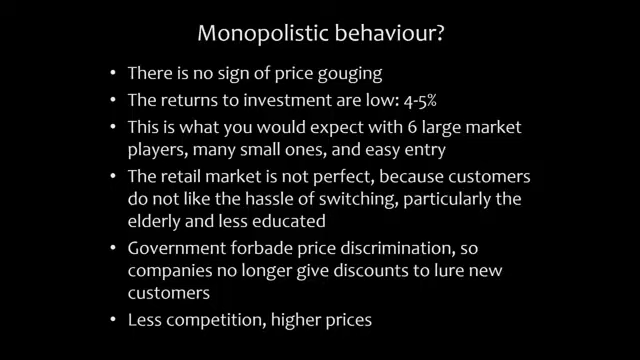 Monopolistic behaviour?
• There is no sign of price gouging
• The returns to investment are low: 4-5%
• This is what you would expect with 6 large market
players, many small ones, and easy entry
• The retail market is not perfect, because customers
do not like the hassle of switching, particularly the
elderly and less educated
• Government forbade price discrimination, so
companies no longer give discounts to lure new
customers
• Less competition, higher prices